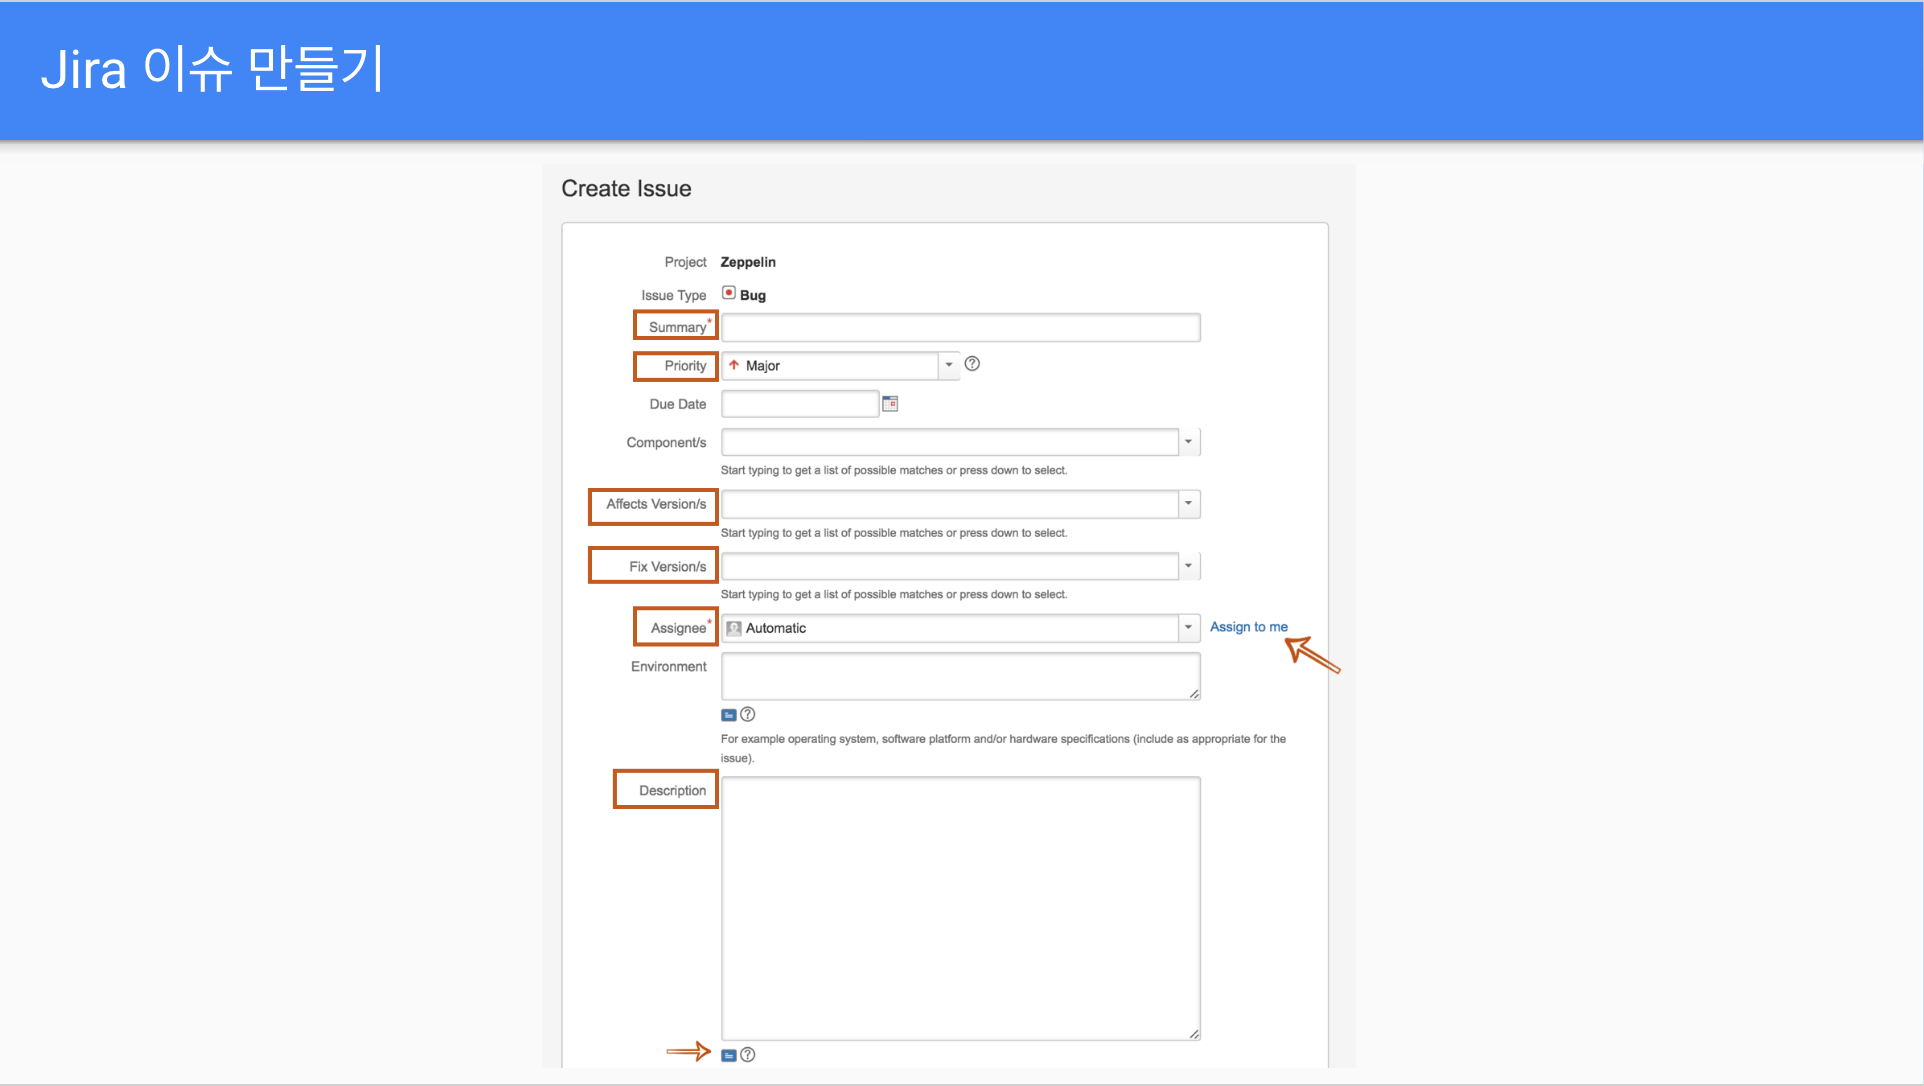 Jira 이슈 만들기
Create Issue
Project Zeppelin
Issue Type Bug
Summary*
Priority Major
Due Date
Component/s
Start typing to get a list of possible matches or press down to select.
Affects Version/s
Start typing to get a list of possible matches or press down to select.
Fix Version/s
Start typing to get a list of possible matches or press down to select.
Assignee* Automatic Assign to me
Environment
For example operating system, software platform and/or hardware specifications (include as appropriate for the
issue).
Description